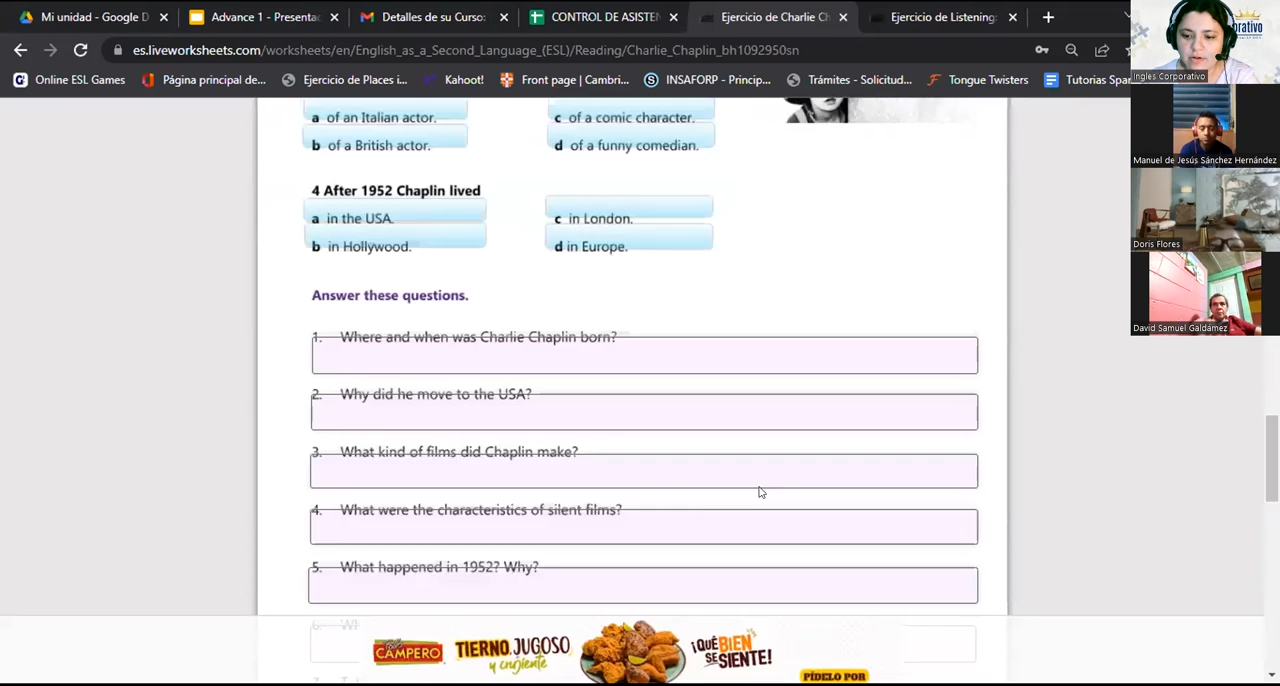 Mi unidad - Google D
Advance 1 - Presenta
Detalles de su Curso:
CONTROL DE ASISTEN
Ejercicio de Charlie Ch
Ejercicio de Listening:
es.liveworksheets.com/worksheets/en/English_as_a_Second_Language_(ESL)/Reading/Charlie_Chaplin_bh1092950sn
Online ESL Games
Página principal de...
Ejercicio de Places i...
Kahoot!
Front page | Cambri...
INSAFORP - Princip...
Trámites - Solicitud...
Tongue Twisters
Tutorias Spar
Ingles Corporativo
Manuel de Jesús Sánchez Hernández
Doris Flores
David Samuel Galdámez
a of an Italian actor.
c of a comic character.
b of a British actor.
d of a funny comedian.
4 After 1952 Chaplin lived
a in the USA.
c in London.
b in Hollywood.
d in Europe.
Answer these questions.
1. Where and when was Charlie Chaplin born?
2. Why did he move to the USA?
3. What kind of films did Chaplin make?
4. What were the characteristics of silent films?
5. What happened in 1952? Why?
6.
CAMPERO
TIERNO, JUGOSO
y crujiente
¡QUÉ BIEN
SE SIENTE!
PÍDELO POR